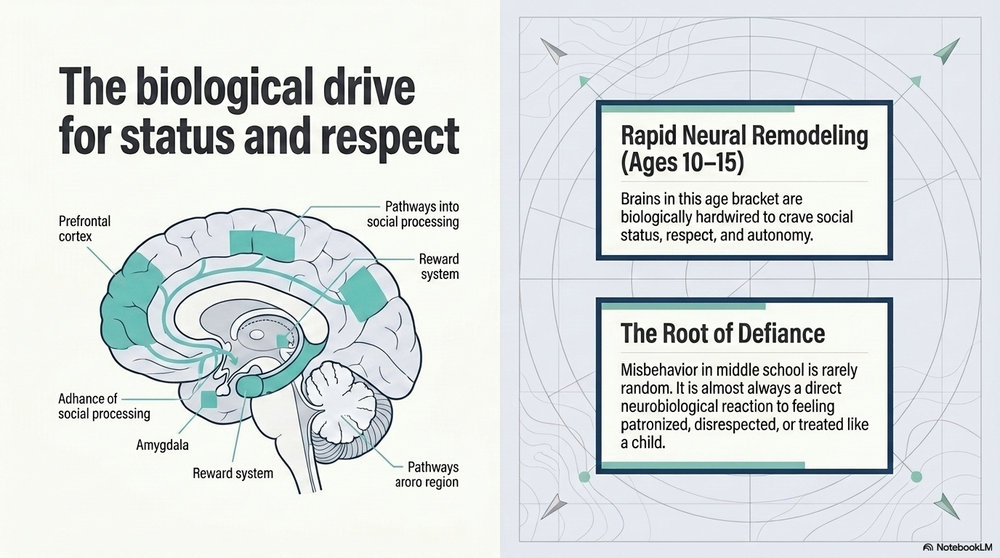 The biological drive
for status and respect
Prefrontal
cortex
Pathways into
social processing
Reward
system
Adhance of
social processing
Amygdala
Reward system
Pathways
aroro region
Rapid Neural Remodeling
(Ages 10–15)
Brains in this age bracket are
biologically hardwired to crave social
status, respect, and autonomy.
The Root of Defiance
Misbehavior in middle school is rarely
random. It is almost always a direct
neurobiological reaction to feeling
patronized, disrespected, or treated like
a child.
NotebookLM